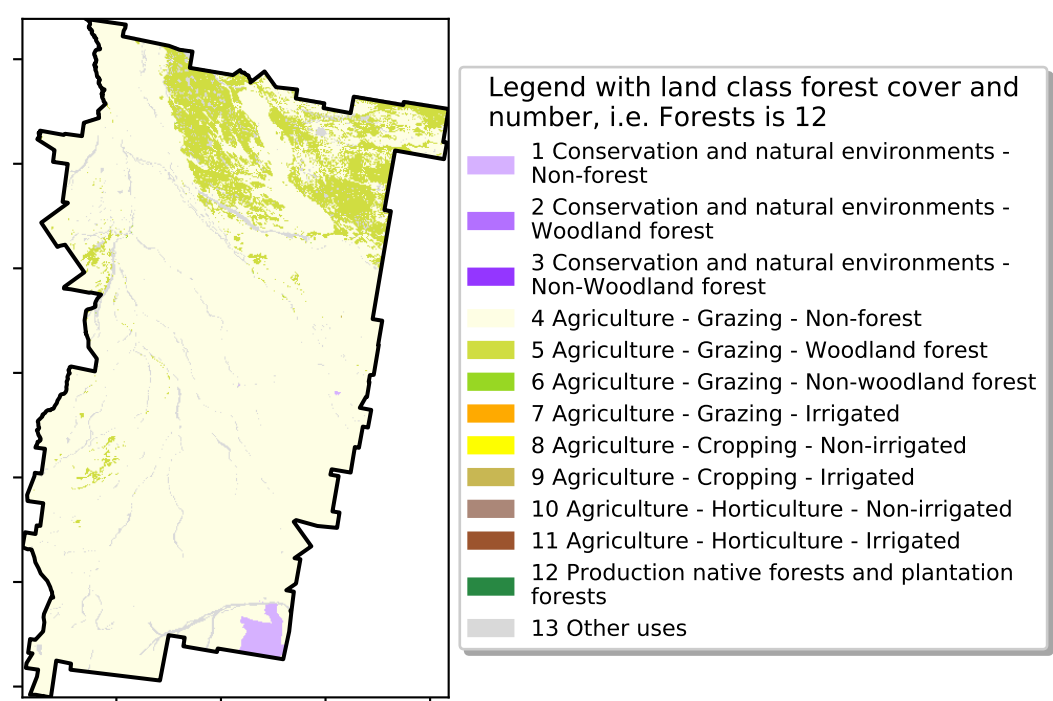 Legend with land class forest cover and
number, i.e. Forests is 12
1 Conservation and natural environments -
Non-forest
2 Conservation and natural environments -
Woodland forest
3 Conservation and natural environments -
Non-Woodland forest
4 Agriculture - Grazing - Non-forest
5 Agriculture - Grazing - Woodland forest
6 Agriculture - Grazing - Non-woodland forest
7 Agriculture - Grazing - Irrigated
8 Agriculture - Cropping - Non-irrigated
9 Agriculture - Cropping - Irrigated
10 Agriculture - Horticulture - Non-irrigated
11 Agriculture - Horticulture - Irrigated
12 Production native forests and plantation
forests
13 Other uses